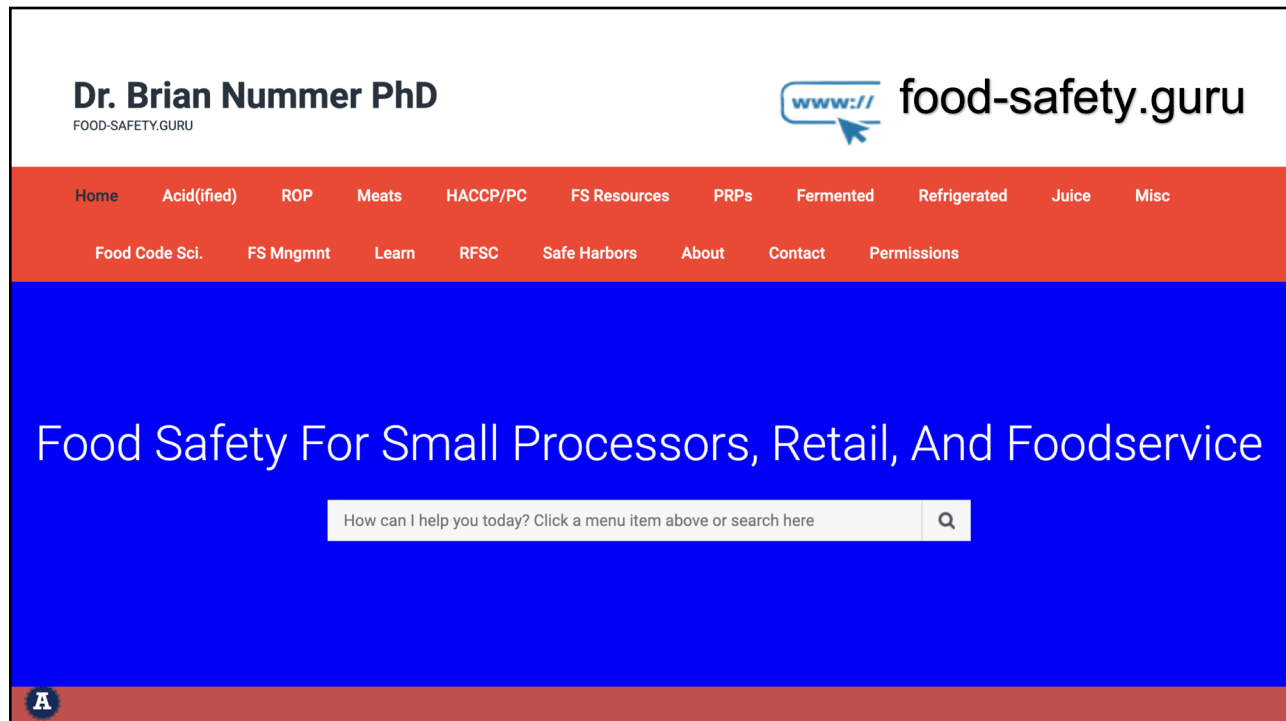 Dr. Brian Nummer PhD
FOOD-SAFETY.GURU
www://
food-safety.guru
Home Acid(ified) ROP Meats HACCP/PC FS Resources PRPs Fermented Refrigerated Juice Misc
Food Code Sci. FS Mngmnt Learn RFSC Safe Harbors About Contact Permissions
Food Safety For Small Processors, Retail, And Foodservice
How can I help you today? Click a menu item above or search here
A